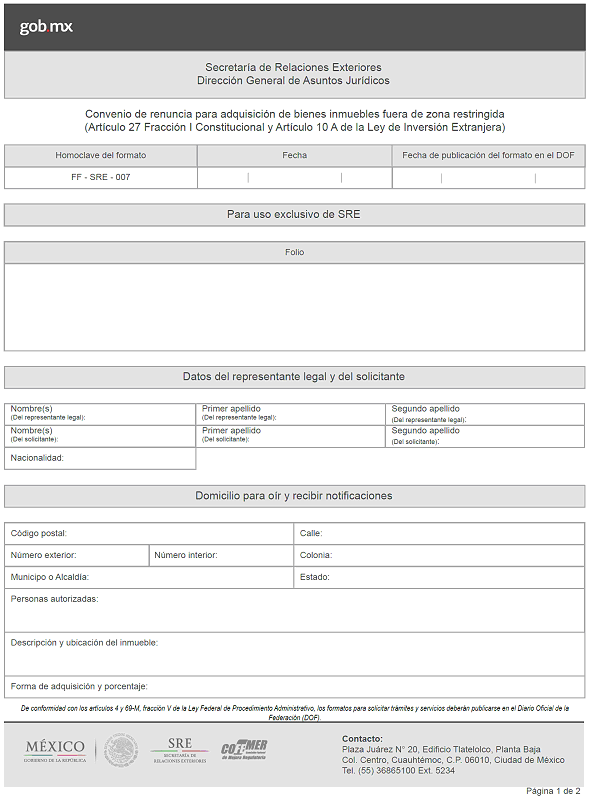 gob.mx
Secretaría de Relaciones Exteriores
Dirección General de Asuntos Jurídicos
Convenio de renuncia para adquisición de bienes inmuebles fuera de zona restringida
(Artículo 27 Fracción I Constitucional y Artículo 10 A de la Ley de Inversión Extranjera)
Homoclave del formato
Fecha
Fecha de publicación del formato en el DOF
FF - SRE - 007
Para uso exclusivo de SRE
Folio
Datos del representante legal y del solicitante
Nombre(s)
(Del representante legal):
Primer apellido
(Del representante legal):
Segundo apellido
(Del representante legal):
Nombre(s)
(Del solicitante):
Primer apellido
(Del solicitante):
Segundo apellido
(Del solicitante):
Nacionalidad:
Domicilio para oír y recibir notificaciones
Código postal:
Calle:
Número exterior:
Número interior:
Colonia:
Municipo o Alcaldía:
Estado:
Personas autorizadas:
Descripción y ubicación del inmueble:
Forma de adquisición y porcentaje:
De conformidad con los artículos 4 y 69-M, fracción V de la Ley Federal de Procedimiento Administrativo, los formatos para solicitar trámites y servicios deberán publicarse en el Diario Oficial de la
Federación (DOF).
MÉXICO
GOBIERNO DE LA REPÚBLICA
SRE
SECRETARÍA DE
RELACIONES EXTERIORES
COFEMER
de Mejora Regulatoria
Contacto:
Plaza Juárez N° 20, Edificio Tlatelolco, Planta Baja
Col. Centro, Cuauhtémoc, C.P. 06010, Ciudad de México
Tel. (55) 36865100 Ext. 5234
Página 1 de 2